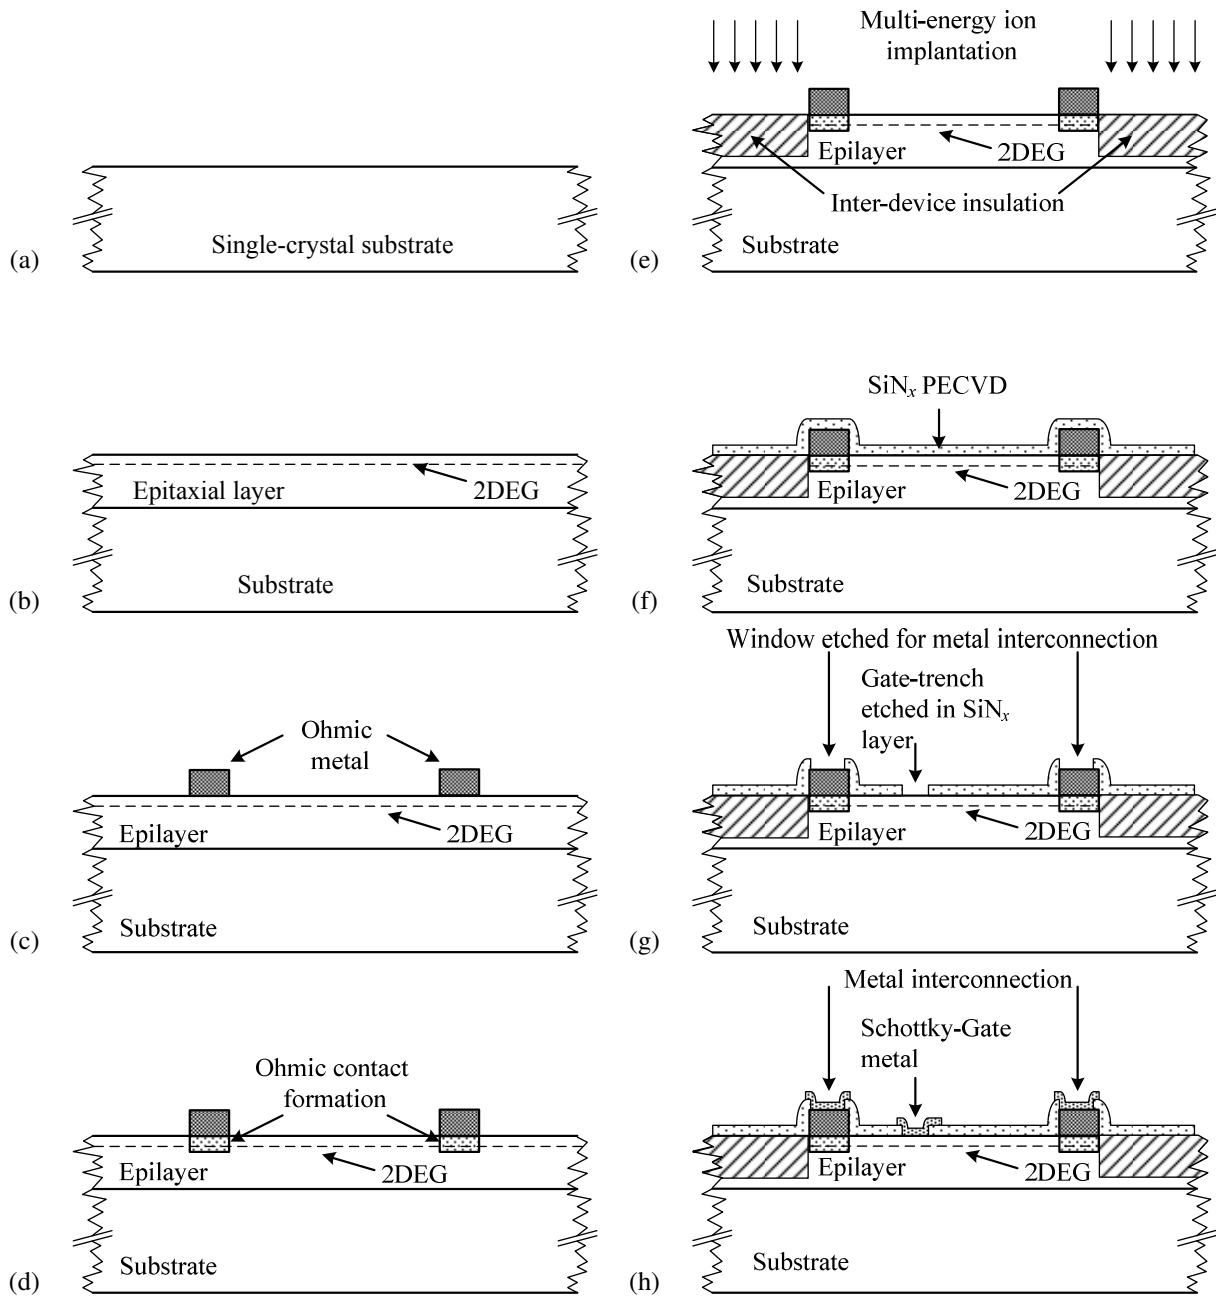 (a)
Single-crystal substrate
(b)
Epitaxial layer
2DEG
Substrate
(c)
Ohmic
metal
Epilayer
2DEG
Substrate
(d)
Ohmic contact
formation
Epilayer
2DEG
Substrate
(e)
Multi-energy ion
implantation
Epilayer
2DEG
Inter-device insulation
Substrate
(f)
SiNx PECVD
Epilayer
2DEG
Substrate
(g)
Window etched for metal interconnection
Gate-trench
etched in SiNx
layer
Epilayer
2DEG
Substrate
(h)
Metal interconnection
Schottky-Gate
metal
Epilayer
2DEG
Substrate